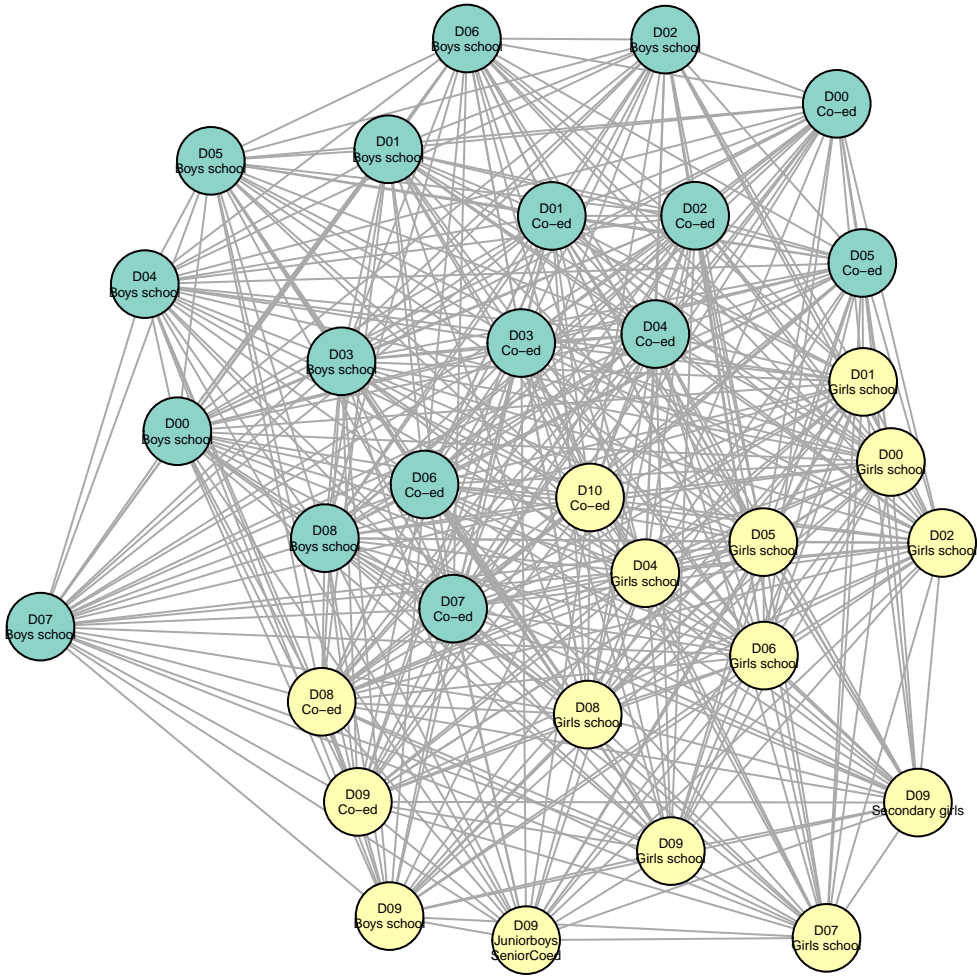 D06
Boys school
D02
Boys school
D00
Co-ed
D01
Boys school
D05
Boys school
D01
Co-ed
D02
Co-ed
D05
Co-ed
D04
Boys school
D03
Co-ed
D04
Co-ed
D03
Boys school
D01
Girls school
D00
Boys school
D00
Girls school
D06
Co-ed
D10
Co-ed
D08
Boys school
D05
Girls school
D02
Girls school
D04
Girls school
D07
Co-ed
D07
Boys school
D06
Girls school
D08
Co-ed
D08
Girls school
D09
Co-ed
D09
Secondary girls
D09
Girls school
D09
Boys school
D09
Juniorboys
SeniorCoed
D07
Girls school